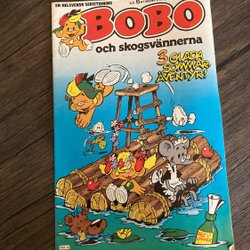 EN HELSVENSK SERIETIDNING
BOBO
och skogsvännerna
3 GLADA
SOMMAR
ÄVENTYR!